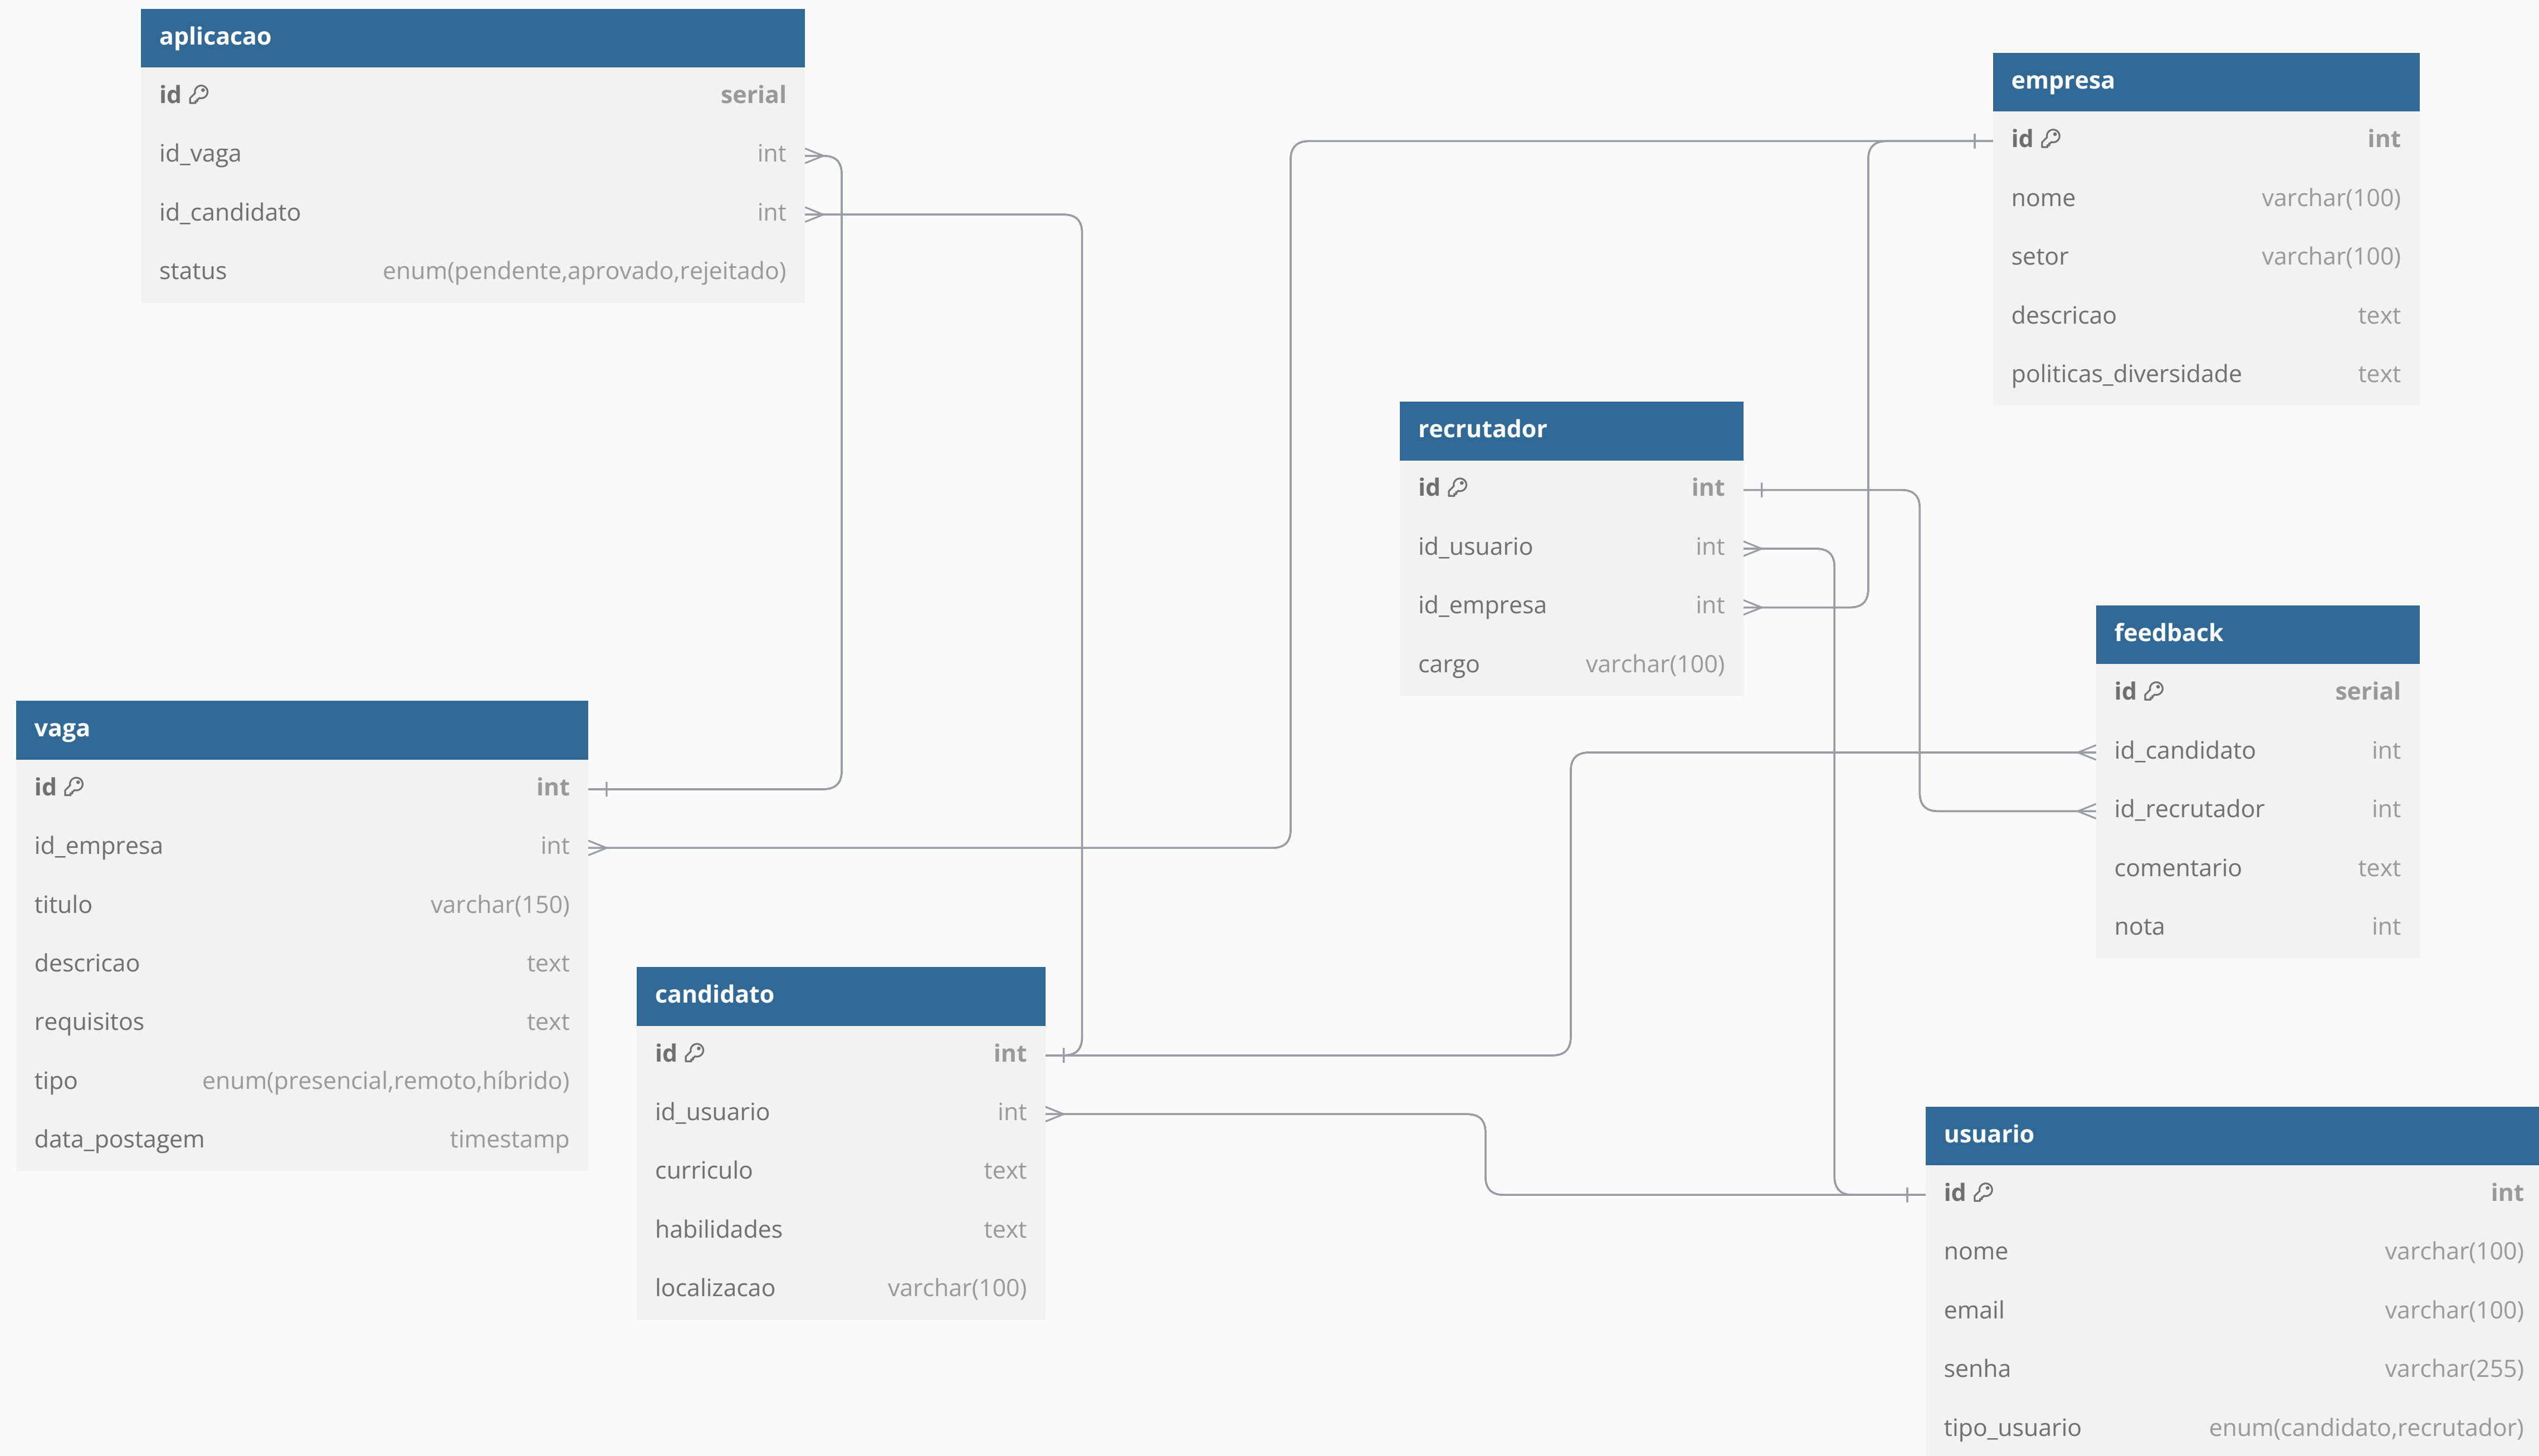 aplicacao
id serial
id_vaga int
id_candidato int
status enum(pendente,aprovado,rejeitado)
empresa
id int
nome varchar(100)
setor varchar(100)
descricao text
politicas_diversidade text
recrutador
id int
id_usuario int
id_empresa int
cargo varchar(100)
feedback
id serial
id_candidato int
id_recrutador int
comentario text
nota int
vaga
id int
id_empresa int
titulo varchar(150)
descricao text
requisitos text
tipo enum(presencial,remoto,híbrido)
data_postagem timestamp
candidato
id int
id_usuario int
curriculo text
habilidades text
localizacao varchar(100)
usuario
id int
nome varchar(100)
email varchar(100)
senha varchar(255)
tipo_usuario enum(candidato,recrutador)